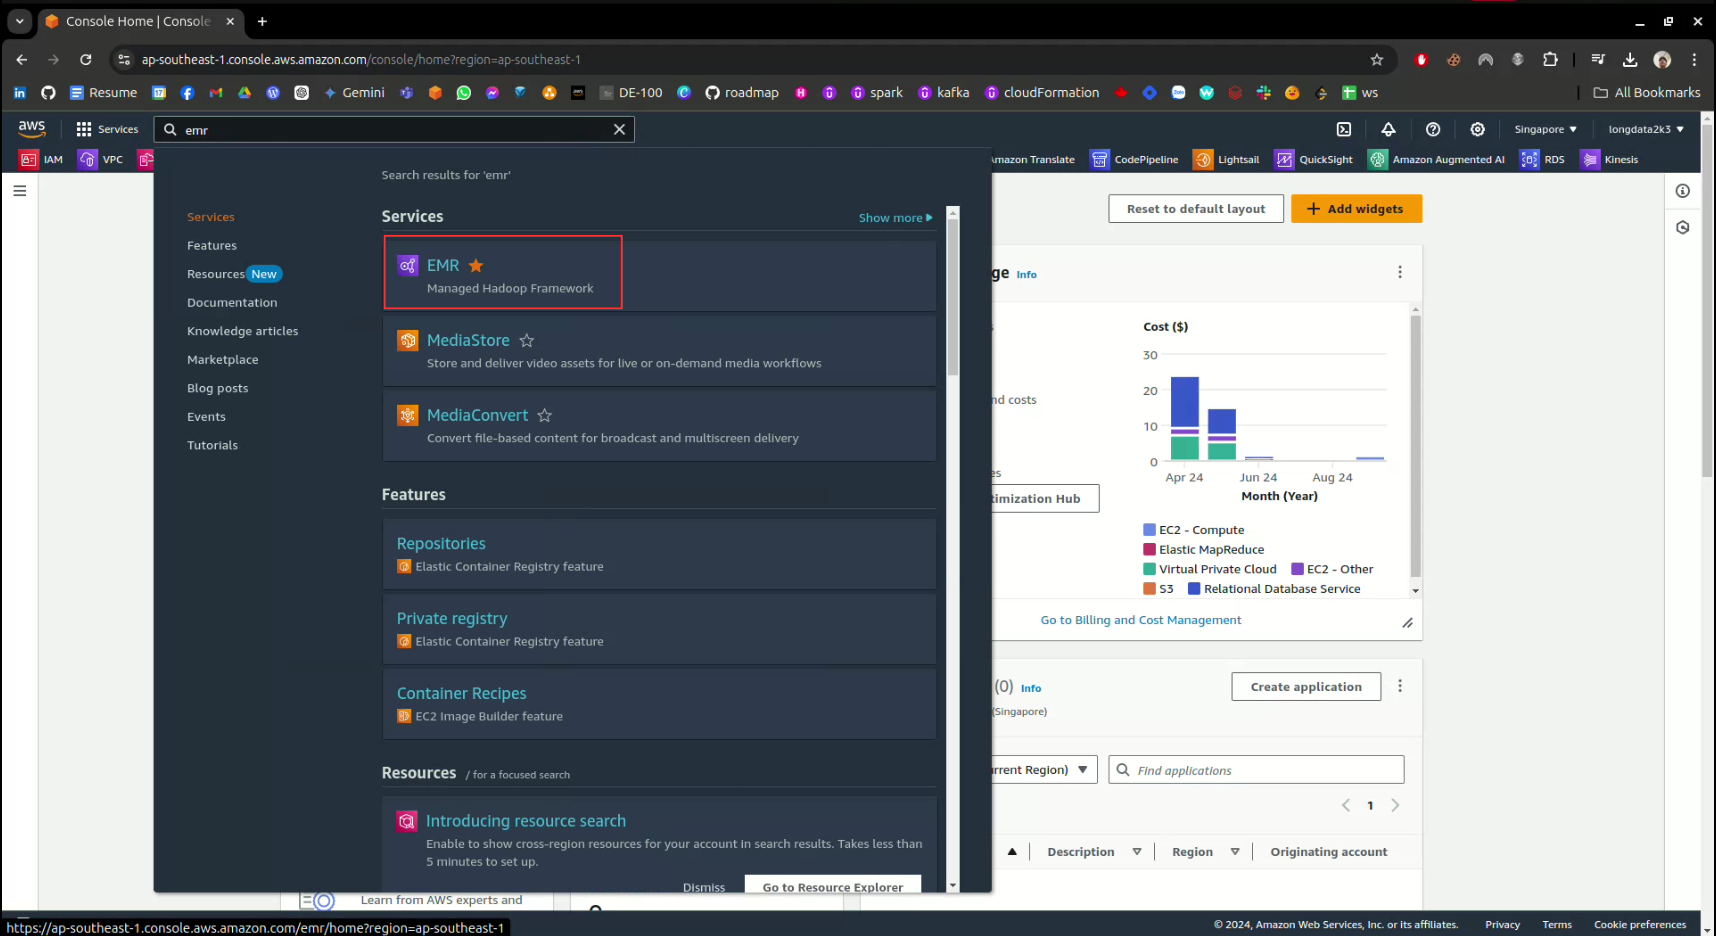 Console Home | Console
ap-southeast-1.console.aws.amazon.com/console/home?region=ap-southeast-1
Resume
Gemini
DE-100
roadmap
spark
kafka
cloudFormation
ws
All Bookmarks
aws
Services
emr
Singapore
longdata2k3
IAM
VPC
Amazon Translate
CodePipeline
Lightsail
QuickSight
Amazon Augmented AI
RDS
Kinesis
Search results for 'emr'
Services
Features
Resources New
Documentation
Knowledge articles
Marketplace
Blog posts
Events
Tutorials
Services
Show more
EMR
Managed Hadoop Framework
MediaStore
Store and deliver video assets for live or on-demand media workflows
MediaConvert
Convert file-based content for broadcast and multiscreen delivery
Features
Repositories
Elastic Container Registry feature
Private registry
Elastic Container Registry feature
Container Recipes
EC2 Image Builder feature
Resources / for a focused search
Introducing resource search
Enable to show cross-region resources for your account in search results. Takes less than
5 minutes to set up.
Dismiss
Go to Resource Explorer
Reset to default layout
Add widgets
ge Info
Cost ($)
30
20
10
0
Apr 24
Jun 24
Aug 24
Month (Year)
nd costs
es
timization Hub
EC2 - Compute
Elastic MapReduce
Virtual Private Cloud
EC2 - Other
S3
Relational Database Service
Go to Billing and Cost Management
(0) Info
(Singapore)
Create application
urrent Region)
Find applications
1
Description
Region
Originating account
Learn from AWS experts and
https://ap-southeast-1.console.aws.amazon.com/emr/home?region=ap-southeast-1
© 2024, Amazon Web Services, Inc. or its affiliates.
Privacy
Terms
Cookie preferences